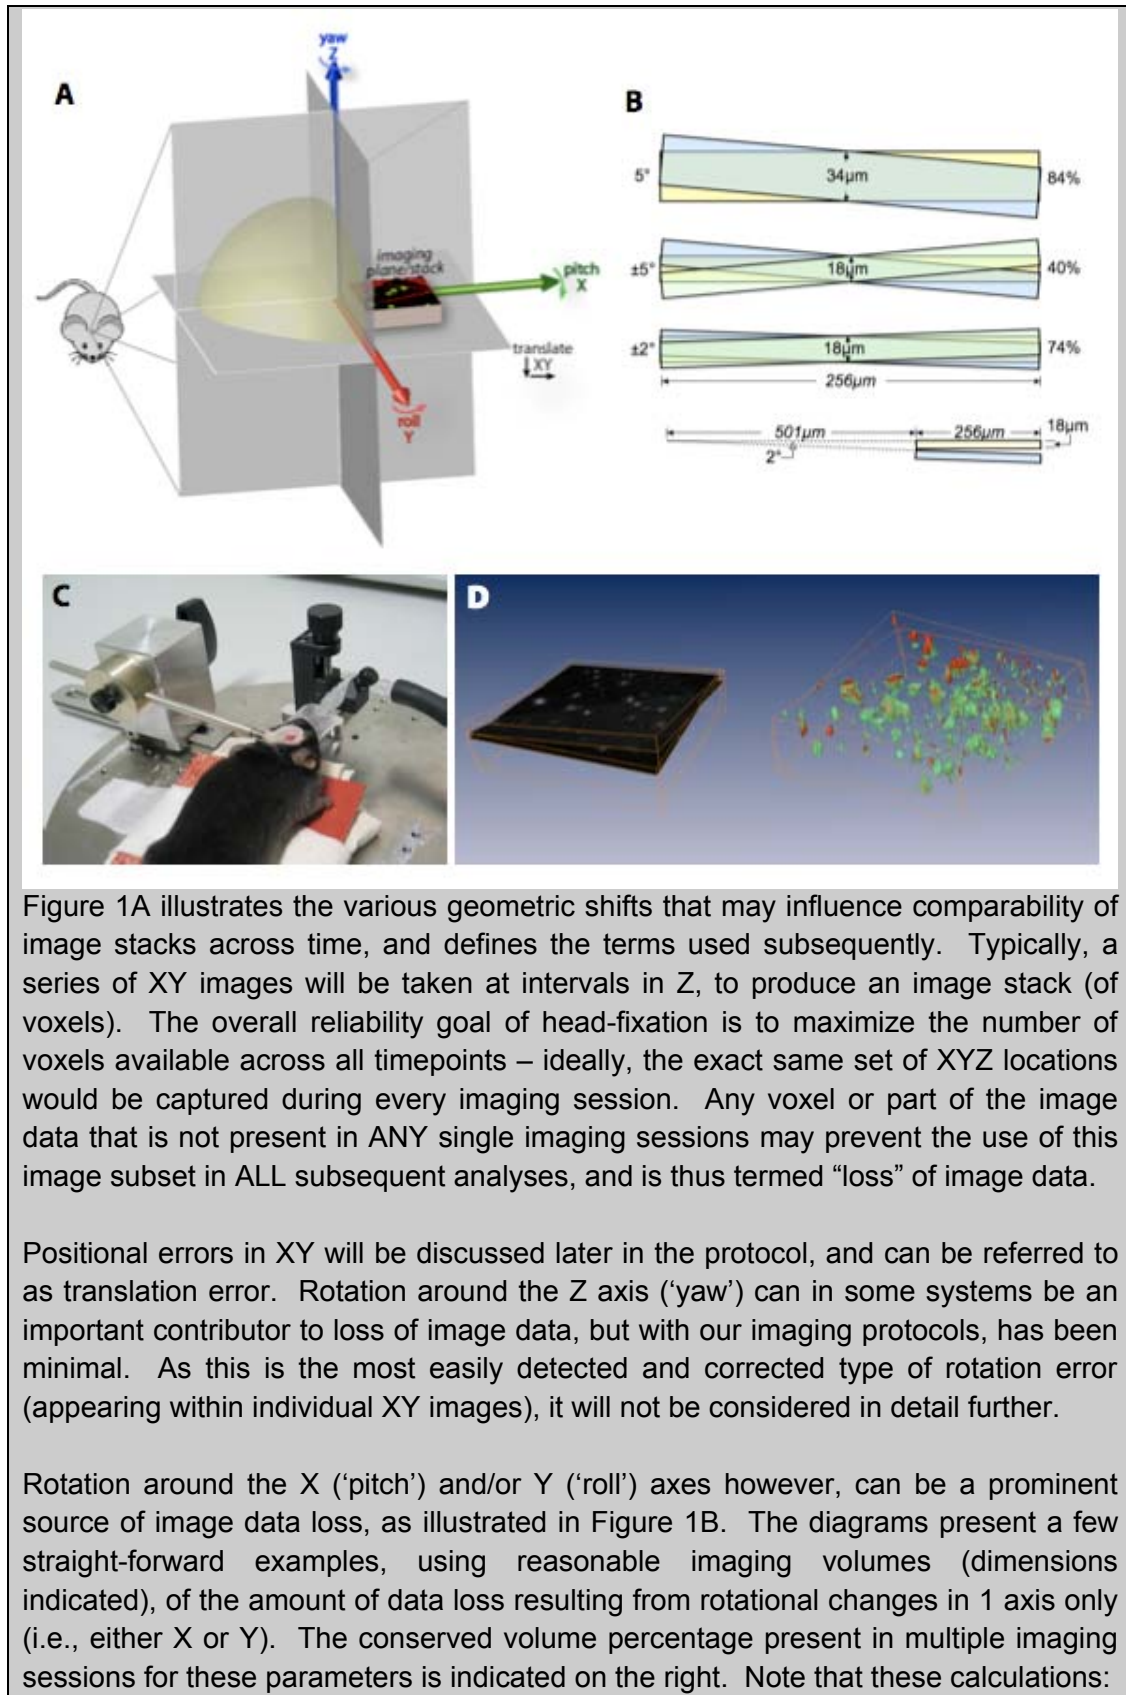 yaw
Z
A
imaging
plane/stack
pitch
X
translate
XY
roll
Y
B
5°
34µm
84%
±5°
18µm
40%
±2°
18µm
74%
256µm
501µm
256µm
18µm
2°
C
D
Figure 1A illustrates the various geometric shifts that may influence comparability of
image stacks across time, and defines the terms used subsequently. Typically, a
series of XY images will be taken at intervals in Z, to produce an image stack (of
voxels). The overall reliability goal of head-fixation is to maximize the number of
voxels available across all timepoints – ideally, the exact same set of XYZ locations
would be captured during every imaging session. Any voxel or part of the image
data that is not present in ANY single imaging sessions may prevent the use of this
image subset in ALL subsequent analyses, and is thus termed “loss” of image data.
Positional errors in XY will be discussed later in the protocol, and can be referred to
as translation error. Rotation around the Z axis (‘yaw’) can in some systems be an
important contributor to loss of image data, but with our imaging protocols, has been
minimal. As this is the most easily detected and corrected type of rotation error
(appearing within individual XY images), it will not be considered in detail further.
Rotation around the X (‘pitch’) and/or Y (‘roll’) axes however, can be a prominent
source of image data loss, as illustrated in Figure 1B. The diagrams present a few
straight-forward examples, using reasonable imaging volumes (dimensions
indicated), of the amount of data loss resulting from rotational changes in 1 axis only
(i.e., either X or Y). The conserved volume percentage present in multiple imaging
sessions for these parameters is indicated on the right. Note that these calculations: